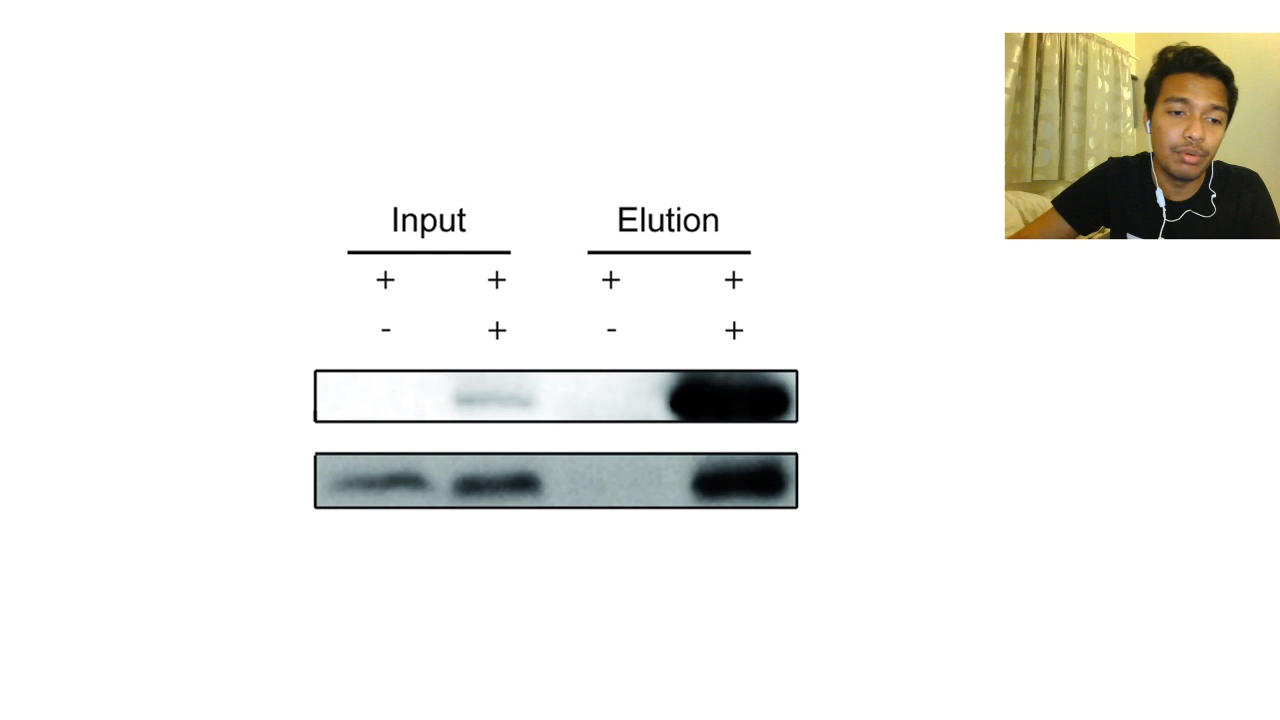 Input Elution
+ + + +
- + - +